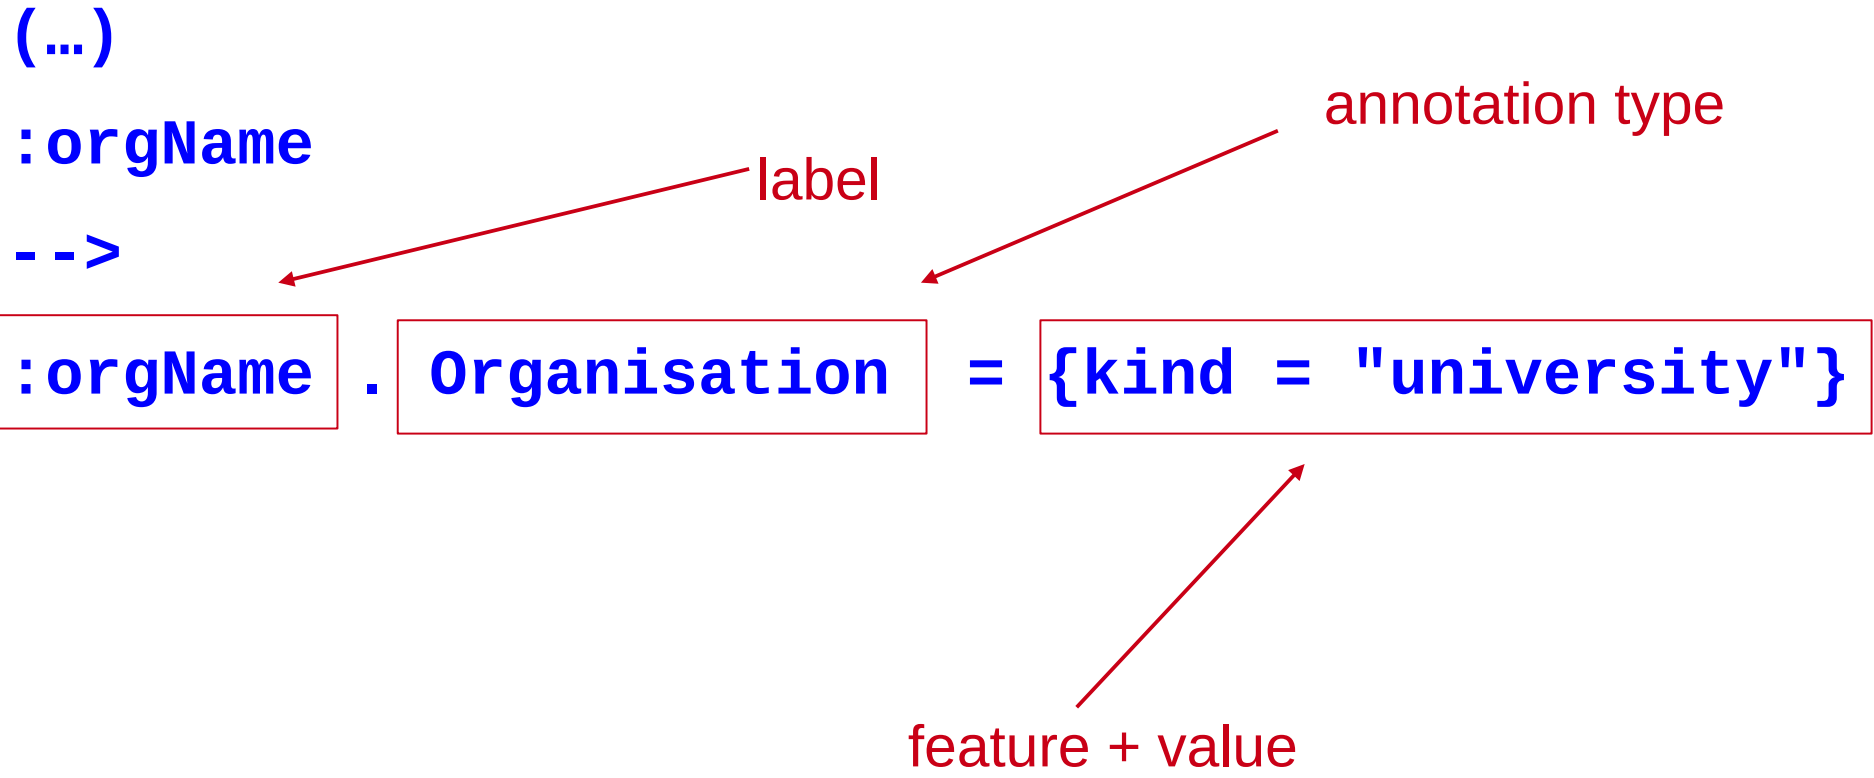 (…)
annotation type
:orgName
label
-->
:orgName . Organisation = {kind = "university"}
feature + value